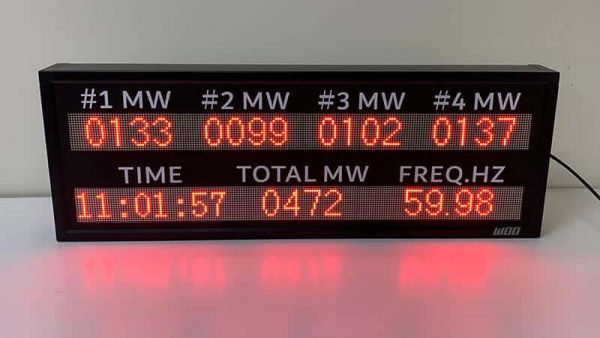 #1 MW #2 MW #3 MW #4 MW
0133 0099 0102 0137
TIME TOTAL MW FREQ.HZ
11:01:57 0472 59.98
WOO